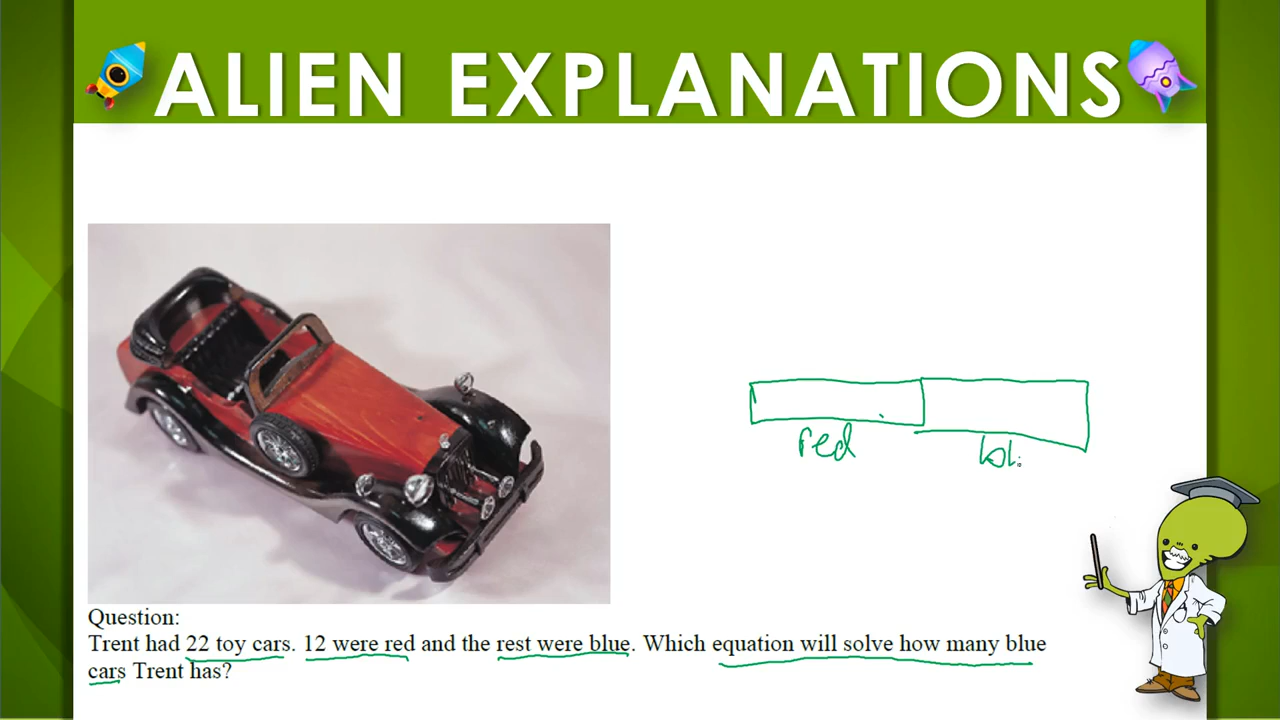 ALIEN EXPLANATIONS
red
bl
Question:
Trent had 22 toy cars. 12 were red and the rest were blue. Which equation will solve how many blue
cars Trent has?